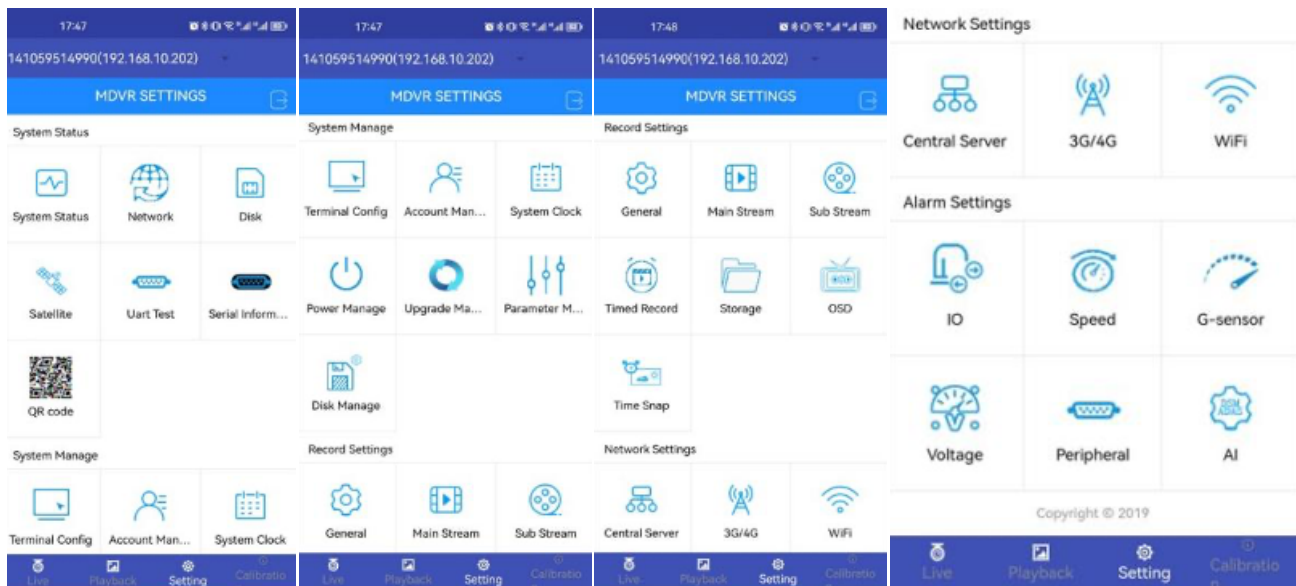 17:47
141059514990(192.168.10.202)
MDVR SETTINGS
System Status
System Status Network Disk
Satellite Uart Test Serial Inform...
QR code
System Manage
Terminal Config Account Man... System Clock
Live Playback Setting Calibratio
17:47
141059514990(192.168.10.202)
MDVR SETTINGS
System Manage
Terminal Config Account Man... System Clock
Power Manage Upgrade Ma... Parameter M...
Disk Manage
Record Settings
General Main Stream Sub Stream
Live Playback Setting Calibratio
17:48
141059514990(192.168.10.202)
MDVR SETTINGS
Record Settings
General Main Stream Sub Stream
Timed Record Storage OSD
Time Snap
Network Settings
Central Server 3G/4G WiFi
Live Playback Setting Calibratio
Network Settings
Central Server 3G/4G WiFi
Alarm Settings
IO Speed G-sensor
Voltage Peripheral AI
Copyright © 2019
Live Playback Setting Calibratio